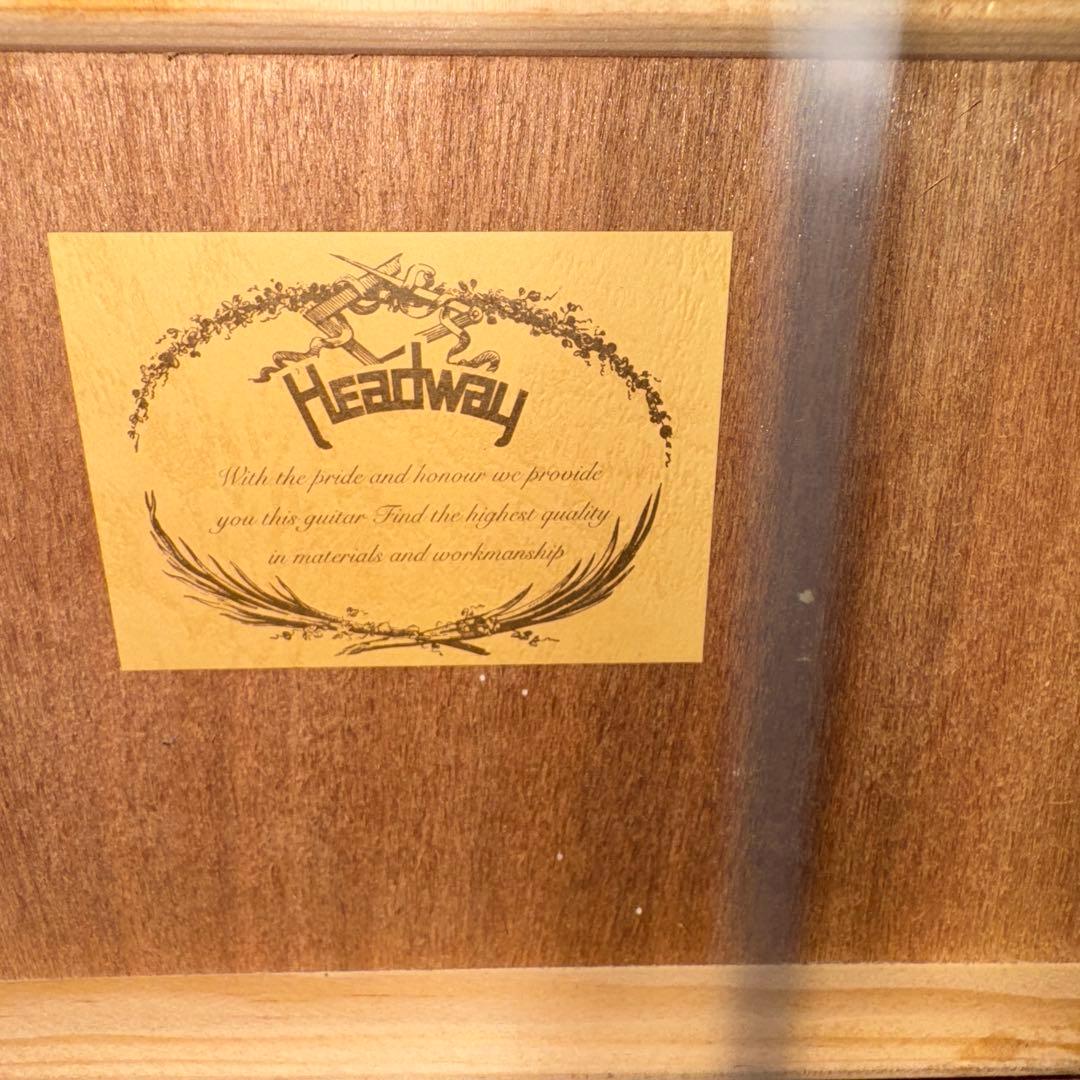 Headway
With the pride and honour we provide
you this guitar Find the highest quality
in materials and workmanship